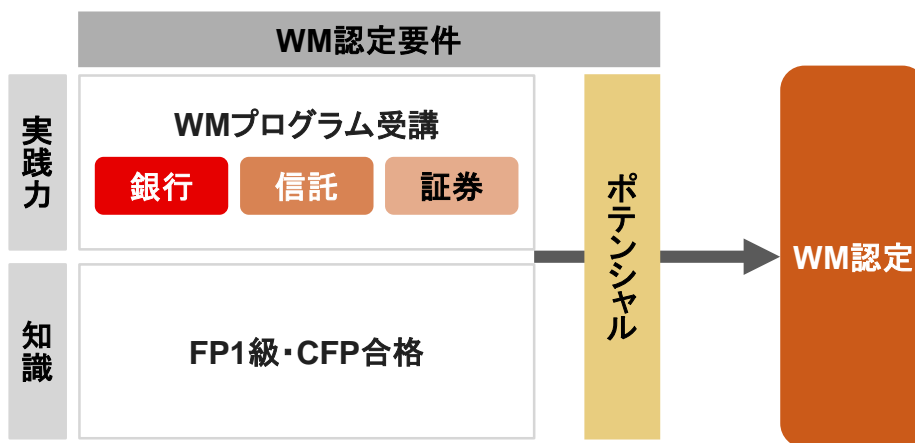 WM認定要件
実践力
WMプログラム受講
銀行
信託
証券
知識
FP1級・CFP合格
ポテンシャル
WM認定